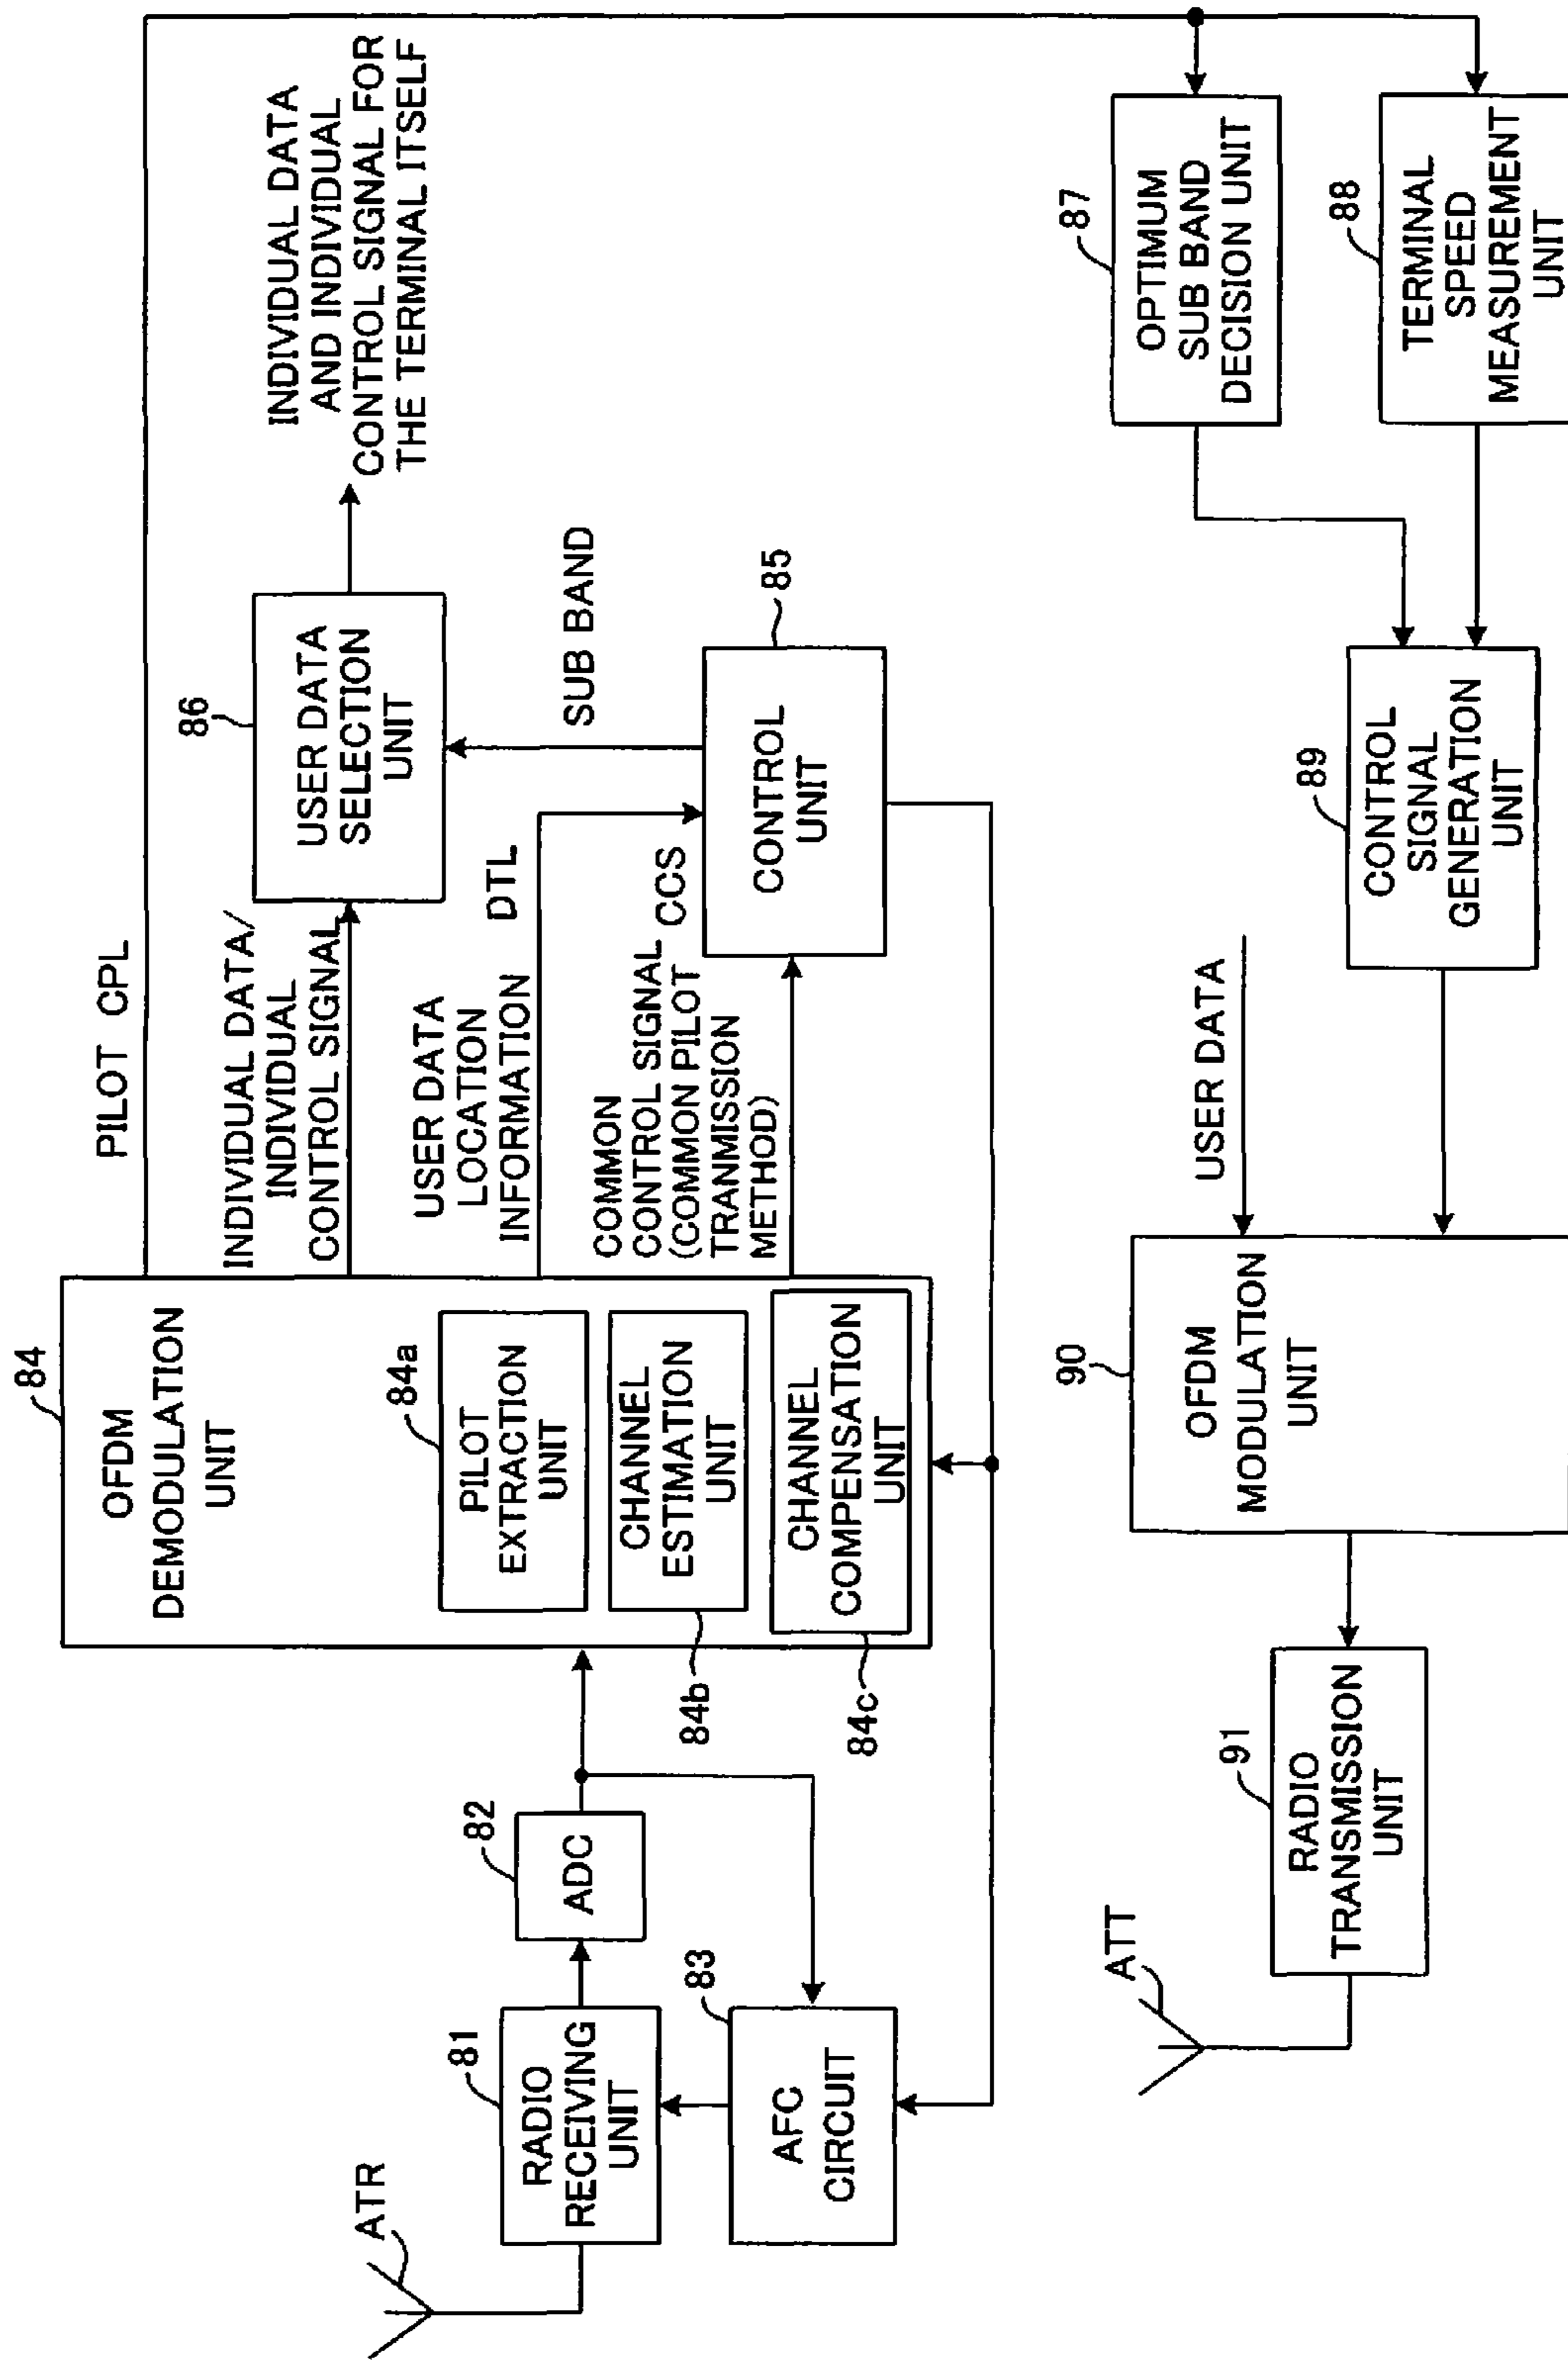 ATR
81
RADIO
RECEIVING
UNIT
82
ADC
83
AFC
CIRCUIT
84
OFDM
DEMODULATION
UNIT
84a
PILOT
EXTRACTION
UNIT
84b
CHANNEL
ESTIMATION
UNIT
84c
CHANNEL
COMPENSATION
UNIT
PILOT CPL
INDIVIDUAL DATA/
INDIVIDUAL
CONTROL SIGNAL
USER DATA
LOCATION
INFORMATION DTL
COMMON
CONTROL SIGNAL CCS
(COMMON PILOT
TRANMISSION
METHOD)
86
USER DATA
SELECTION
UNIT
SUB BAND
85
CONTROL
UNIT
INDIVIDUAL DATA
AND INDIVIDUAL
CONTROL SIGNAL FOR
THE TERMINAL ITSELF
ATT
91
RADIO
TRANSMISSION
UNIT
90
OFDM
MODULATION
UNIT
USER DATA
89
CONTROL
SIGNAL
GENERATION
UNIT
87
OPTIMUM
SUB BAND
DECISION UNIT
88
TERMINAL
SPEED
MEASUREMENT
UNIT